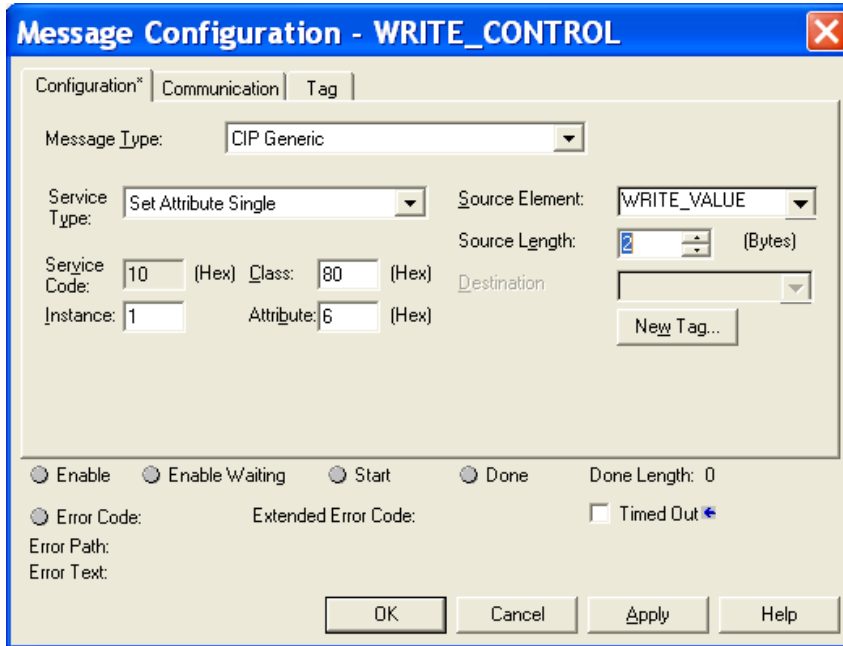 Message Configuration - WRITE_CONTROL
Configuration* Communication Tag
Message Type: CIP Generic
Service Type: Set Attribute Single
Source Element: WRITE_VALUE
Source Length: 2 (Bytes)
Service Code: 10 (Hex) Class: 80 (Hex)
Destination
Instance: 1 Attribute: 6 (Hex)
New Tag...
Enable Enable Waiting Start Done Done Length: 0
Error Code: Extended Error Code: Timed Out
Error Path:
Error Text:
OK Cancel Apply Help